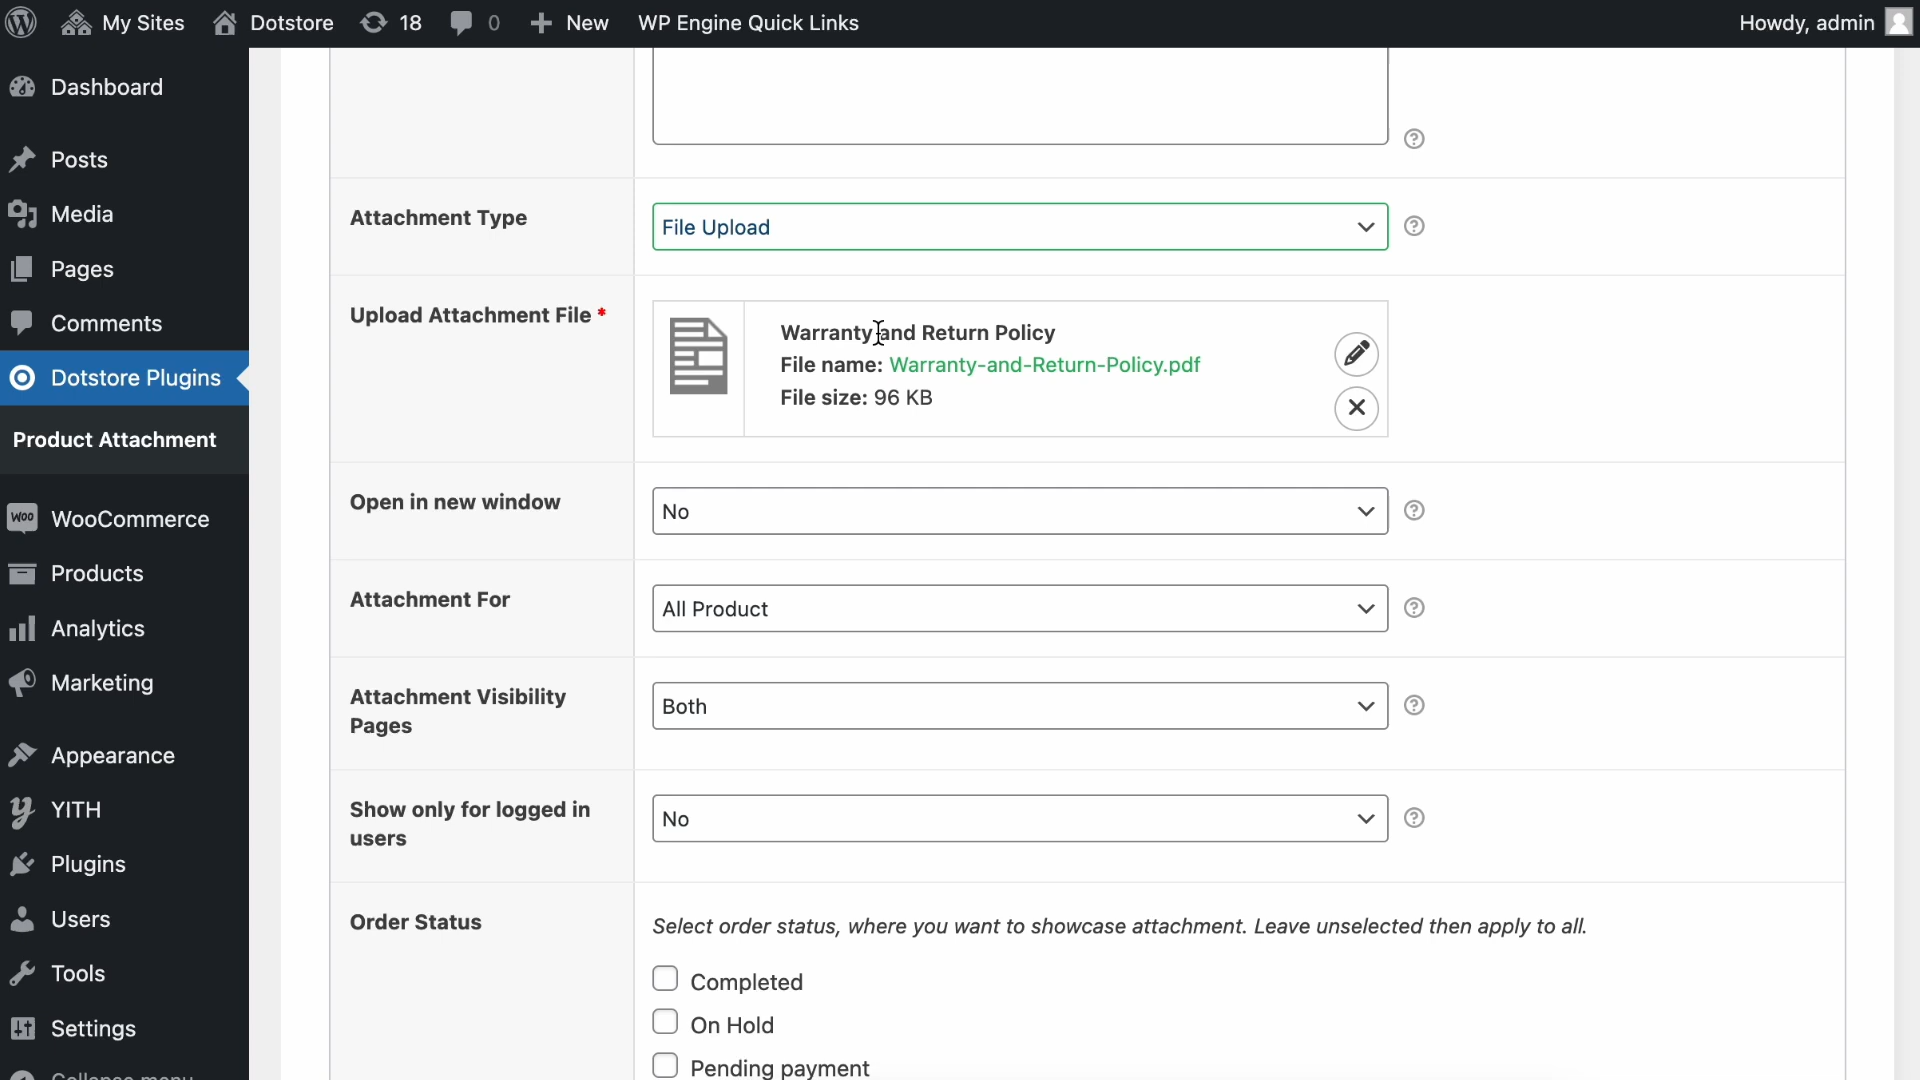 My Sites
Dotstore
18
0
New
WP Engine Quick Links
Howdy, admin
Dashboard
Posts
Media
Pages
Comments
Dotstore Plugins
Product Attachment
WOO
WooCommerce
Products
Analytics
Marketing
Appearance
YITH
Plugins
Users
Tools
Settings
Collapse menu
Attachment Type
File Upload
Upload Attachment File *
Warranty and Return Policy
File name: Warranty-and-Return-Policy.pdf
File size: 96 KB
Open in new window
No
Attachment For
All Product
Attachment Visibility
Pages
Both
Show only for logged in
users
No
Order Status
Select order status, where you want to showcase attachment. Leave unselected then apply to all.
Completed
On Hold
Pending payment